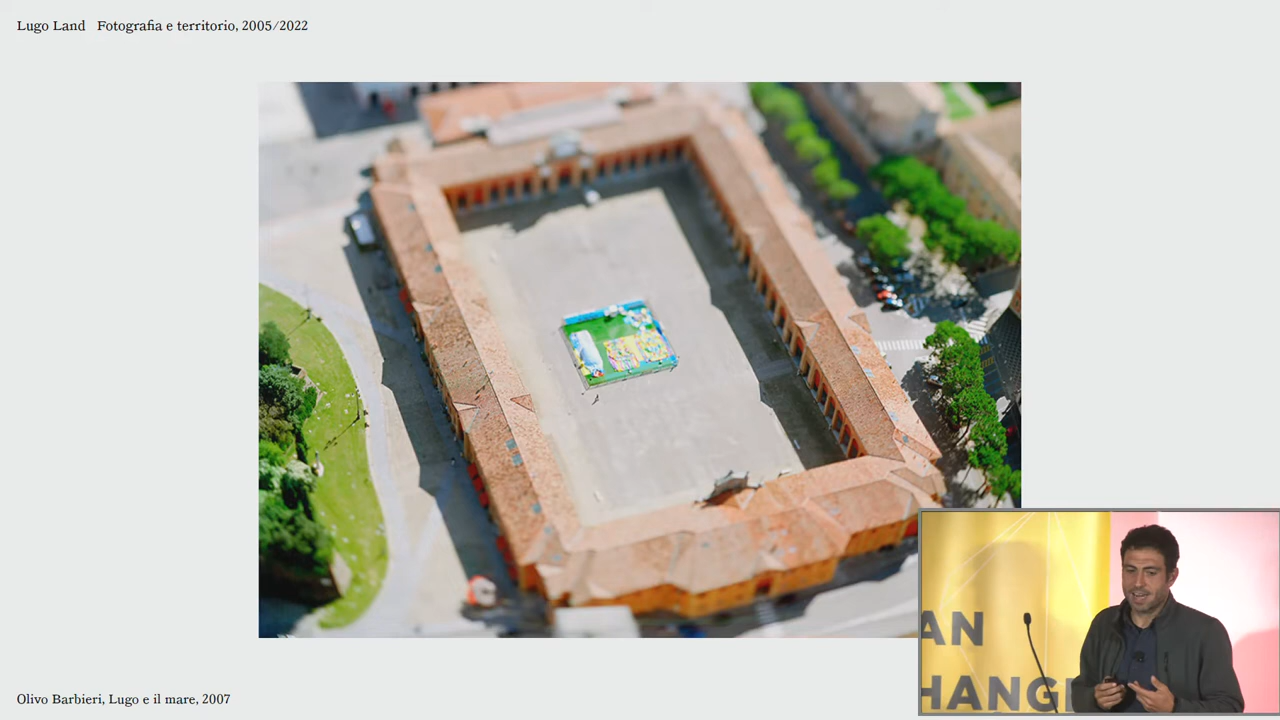 Lugo Land Fotografia e territorio, 2005/2022
AN
HANG
Olivo Barbieri, Lugo e il mare, 2007